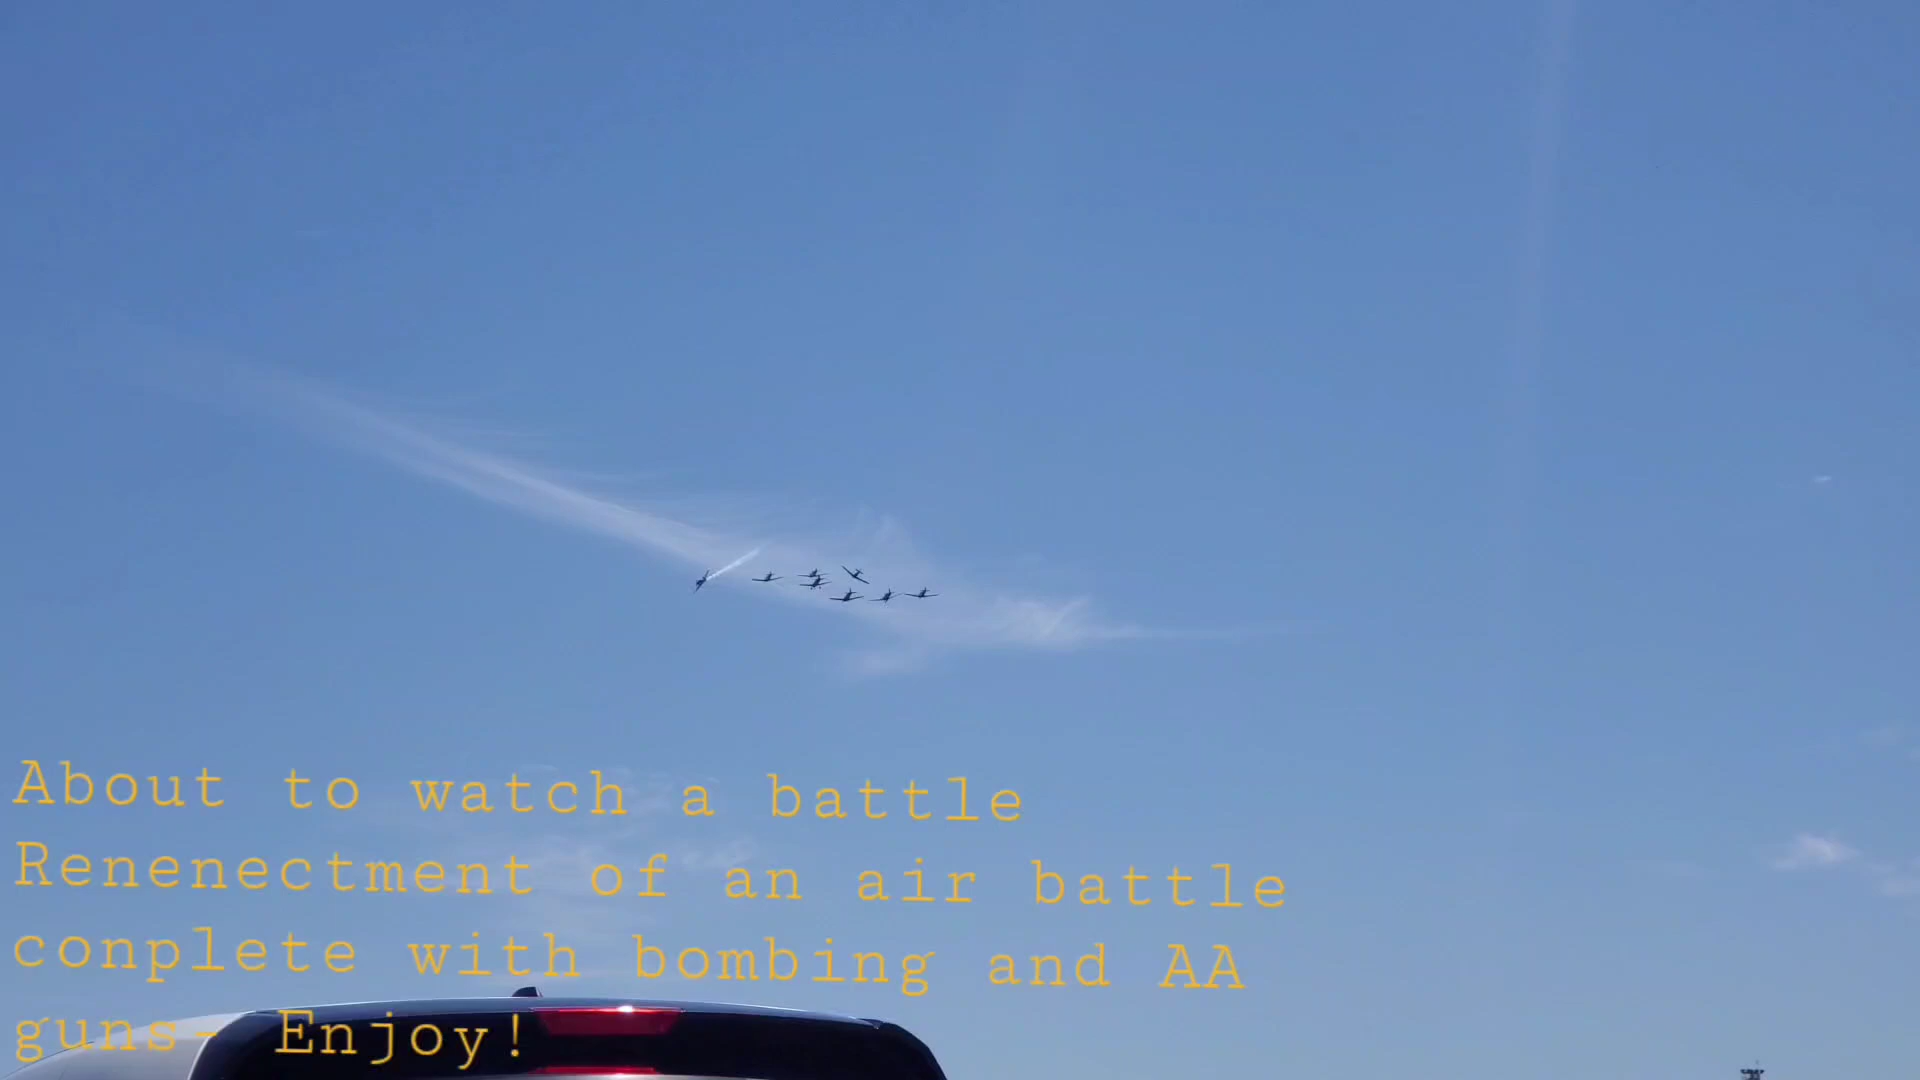 About to watch a battle
Renenectment of an air battle
conplete with bombing and AA
guns- Enjoy!